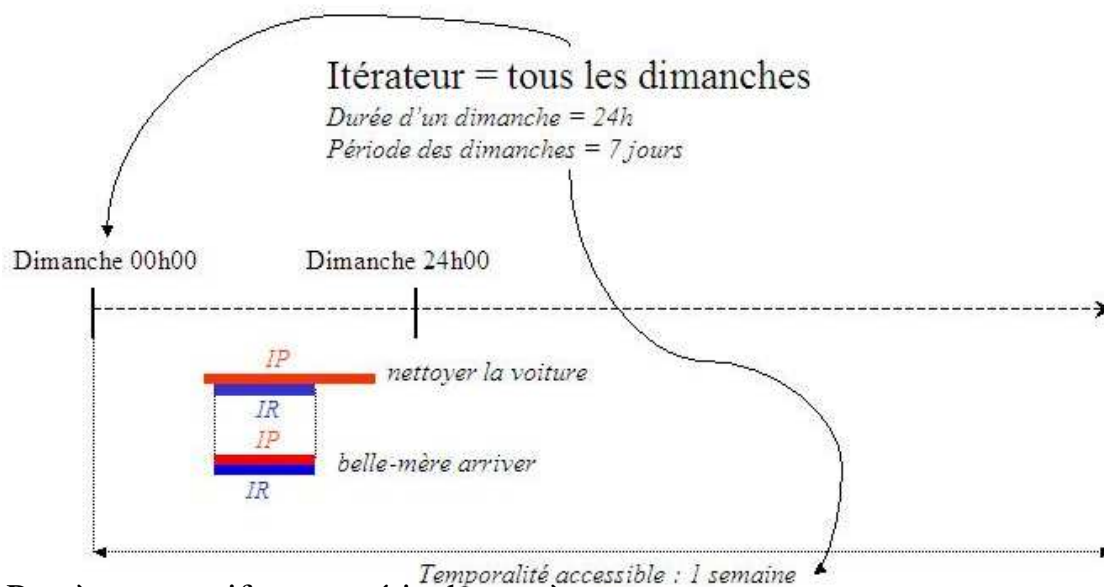 Itérateur = tous les dimanches
Durée d'un dimanche = 24h
Période des dimanches = 7 jours
Dimanche 00h00 Dimanche 24h00
IP
nettoyer la voiture
IR
IP
belle-mère arriver
IR
Temporalité accessible : 1 semaine